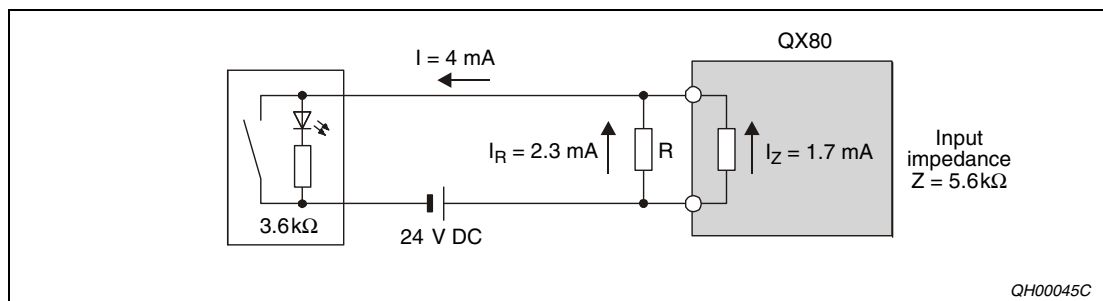 QX80
I = 4 mA
I_R = 2.3 mA
R
I_Z = 1.7 mA
Input
impedance
Z = 5.6kΩ
3.6kΩ
24 V DC
QH00045C